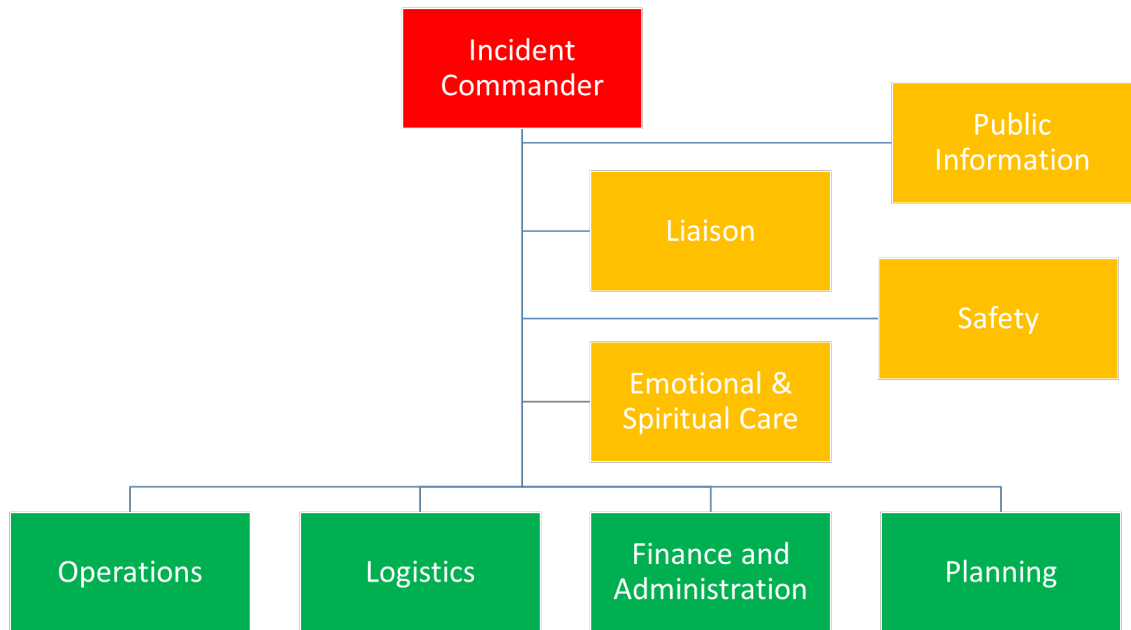 Incident
Commander
Public
Information
Liaison
Safety
Emotional &
Spiritual Care
Operations
Logistics
Finance and
Administration
Planning